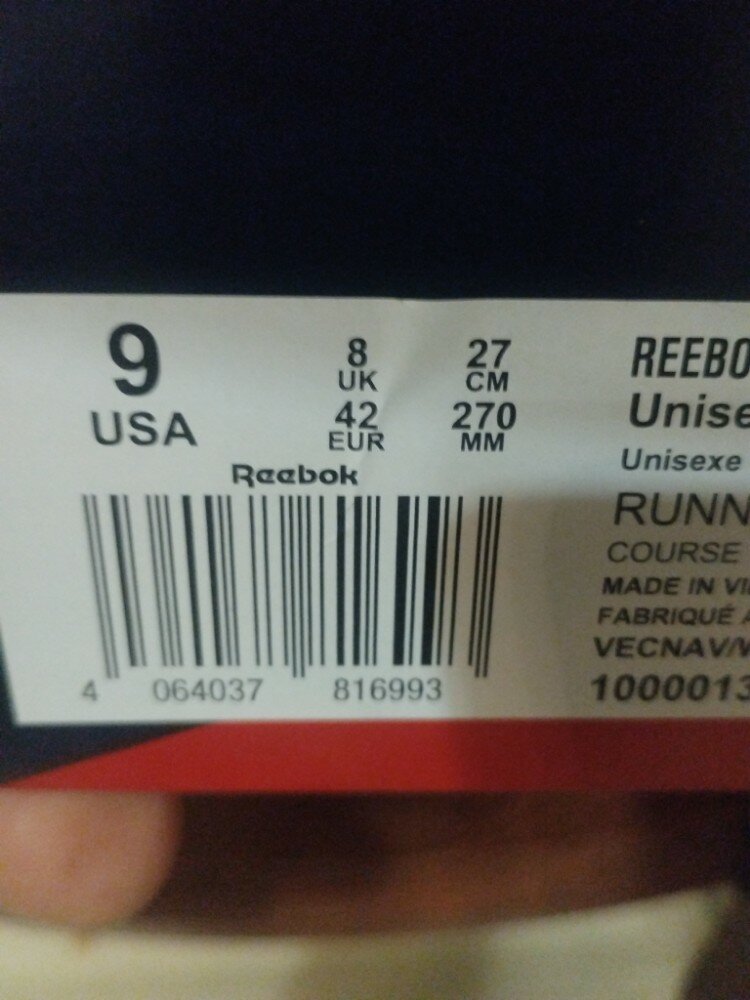 9
USA
8
UK
42
EUR
27
CM
270
MM
Reebok
4 064037 816993
REEBO
Unise
Unisexe
RUNN
COURSE
MADE IN VI
FABRIQUÉ A
VECNAV/V
1000013